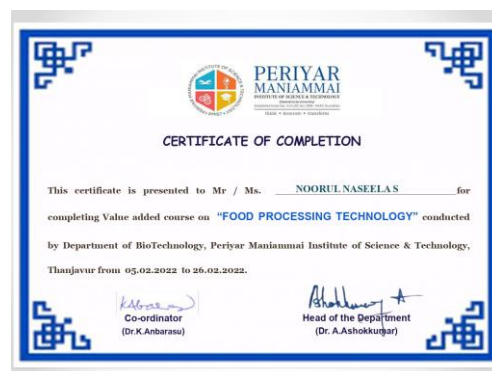 PERIYAR
MANIAMMAI
INSTITUTE OF SCIENCE & TECHNOLOGY
CERTIFICATE OF COMPLETION
This certificate is presented to Mr / Ms. NOORUL NASEELA S for
completing Value added course on "FOOD PROCESSING TECHNOLOGY" conducted
by Department of BioTechnology, Periyar Maniammai Institute of Science & Technology,
Thanjavur from 05.02.2022 to 26.02.2022.
Co-ordinator
(Dr.K.Anbarasu)
Head of the Department
(Dr. A.Ashokkumar)